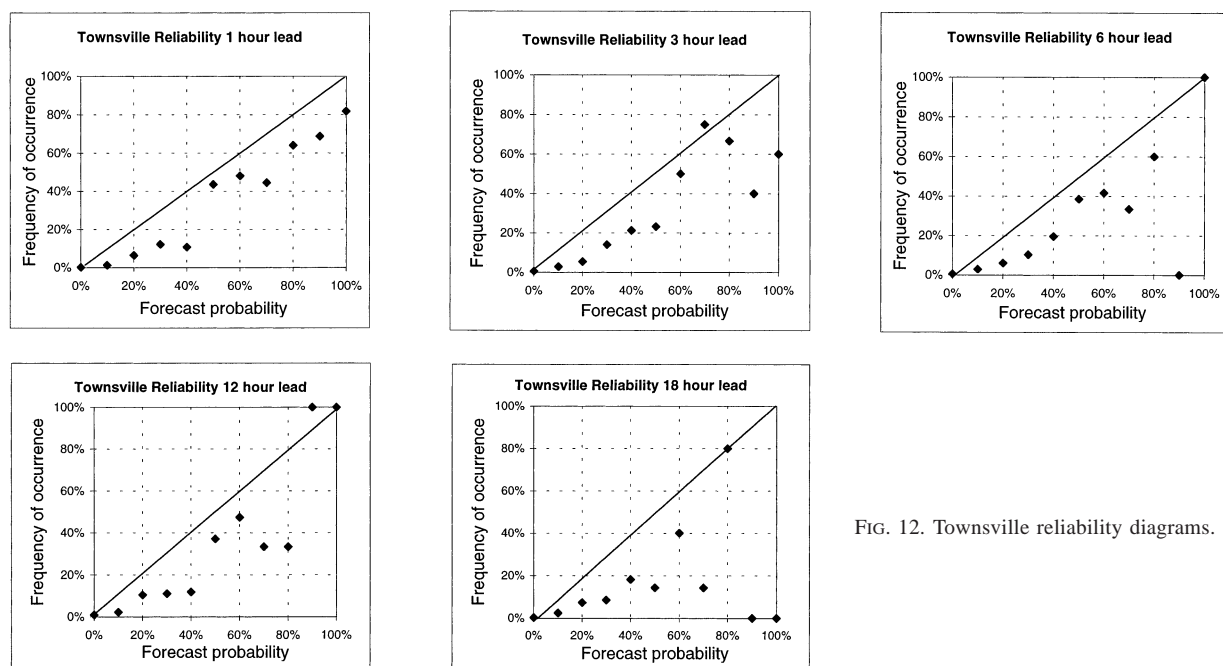 Townsville Reliability 1 hour lead
100%
80%
60%
40%
20%
0%
Frequency of occurrence
0% 20% 40% 60% 80% 100%
Forecast probability
Townsville Reliability 3 hour lead
100%
80%
60%
40%
20%
0%
Frequency of occurrence
0% 20% 40% 60% 80% 100%
Forecast probability
Townsville Reliability 6 hour lead
100%
80%
60%
40%
20%
0%
Frequency of occurrence
0% 20% 40% 60% 80% 100%
Forecast probability
Townsville Reliability 12 hour lead
100%
80%
60%
40%
20%
0%
Frequency of occurrence
0% 20% 40% 60% 80% 100%
Forecast probability
Townsville Reliability 18 hour lead
100%
80%
60%
40%
20%
0%
Frequency of occurrence
0% 20% 40% 60% 80% 100%
Forecast probability
FIG. 12. Townsville reliability diagrams.